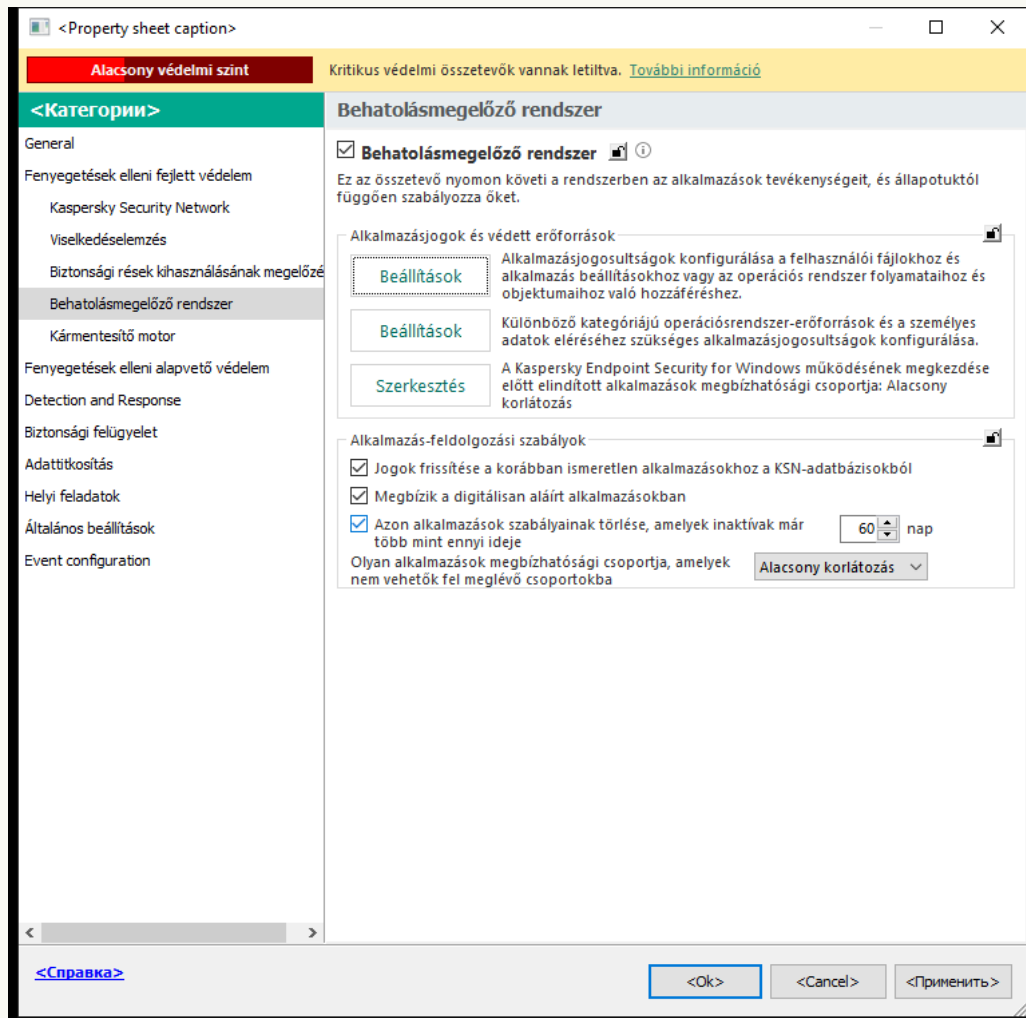 <Property sheet caption>
Alacsony védelmi szint
Kritikus védelmi összetevők vannak letiltva. További információ
<Категории>
General
Fenyegetések elleni fejlett védelem
Kaspersky Security Network
Viselkedéselemzés
Biztonsági rések kihasználásának megelőzé
Behatolásmegelőző rendszer
Kármentesítő motor
Fenyegetések elleni alapvető védelem
Detection and Response
Biztonsági felügyelet
Adattitkosítás
Helyi feladatok
Általános beállítások
Event configuration
Behatolásmegelőző rendszer
Behatolásmegelőző rendszer
Ez az összetevő nyomon követi a rendszerben az alkalmazások tevékenységeit, és állapotuktól
függően szabályozza őket.
Alkalmazásjogok és védett erőforrások
Beállítások
Alkalmazásjogosultságok konfigurálása a felhasználói fájlokhoz és
alkalmazás beállításokhoz vagy az operációs rendszer folyamataihoz és
objektumaihoz való hozzáféréshez.
Beállítások
Különböző kategóriájú operációsrendszer-erőforrások és a személyes
adatok eléréséhez szükséges alkalmazásjogosultságok konfigurálása.
Szerkesztés
A Kaspersky Endpoint Security for Windows működésének megkezdése
előtt elindított alkalmazások megbízhatósági csoportja: Alacsony
korlátozás
Alkalmazás-feldolgozási szabályok
Jogok frissítése a korábban ismeretlen alkalmazásokhoz a KSN-adatbázisokból
Megbízik a digitálisan aláírt alkalmazásokban
Azon alkalmazások szabályainak törlése, amelyek inaktívak már
több mint ennyi ideje
60 nap
Olyan alkalmazások megbízhatósági csoportja, amelyek
nem vehetők fel meglévő csoportokba
Alacsony korlátozás
<Справка>
<Ok>
<Cancel>
<Применить>